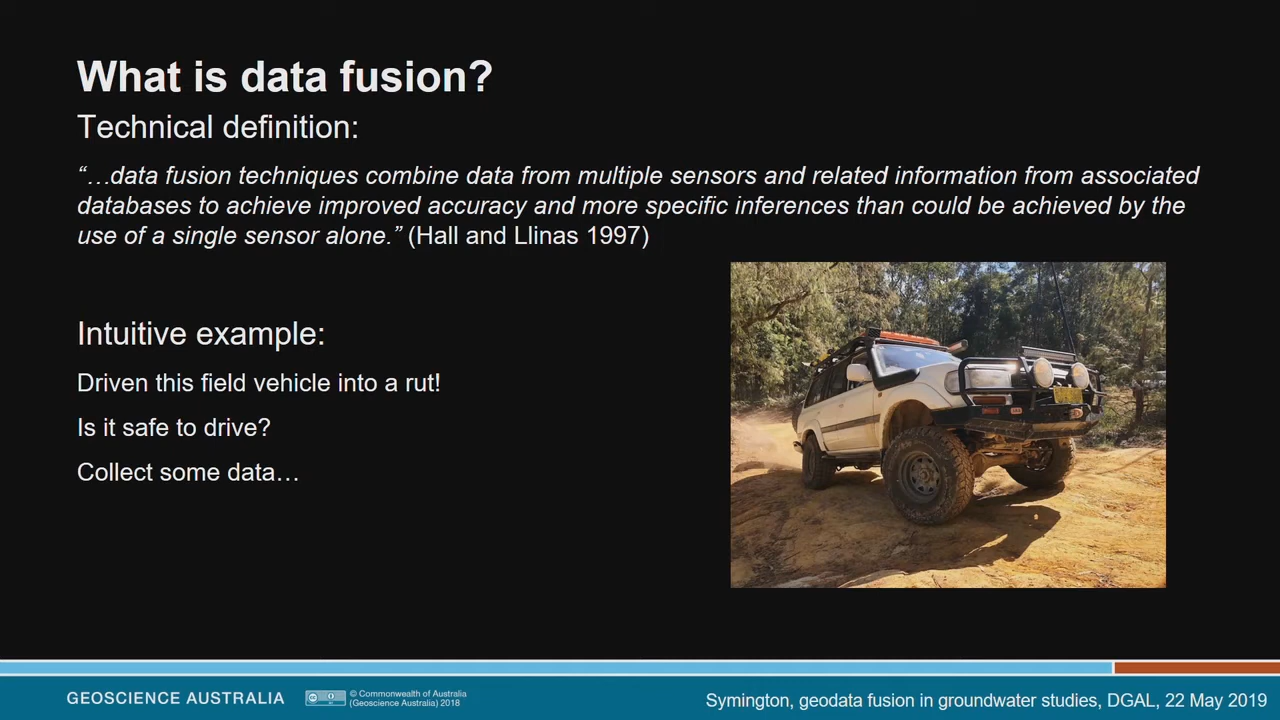 What is data fusion?
Technical definition:
“…data fusion techniques combine data from multiple sensors and related information from associated
databases to achieve improved accuracy and more specific inferences than could be achieved by the
use of a single sensor alone.” (Hall and Llinas 1997)
Intuitive example:
Driven this field vehicle into a rut!
Is it safe to drive?
Collect some data…
GEOSCIENCE AUSTRALIA
© Commonwealth of Australia
(Geoscience Australia) 2018
Symington, geodata fusion in groundwater studies, DGAL, 22 May 2019